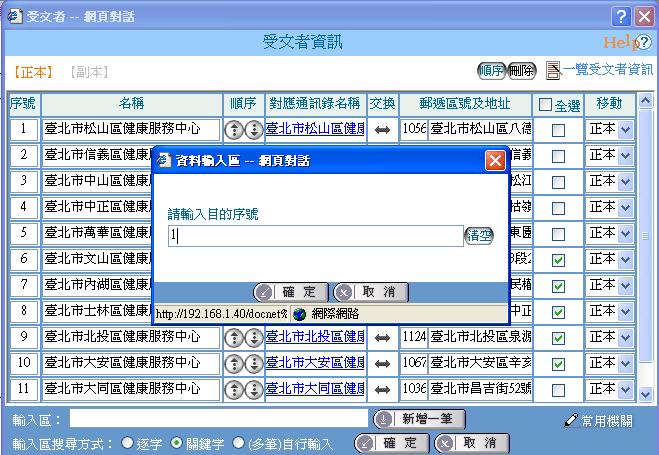 受文者 -- 網頁對話
受文者資訊
Help?
【正本】 【副本】 順序 刪除 一覽受文者資訊
序號 名稱 順序 對應通訊錄名稱 交換 郵遞區號及地址 全選 移動
1 臺北市松山區健康服務中心 臺北市松山區健 1056 臺北市松山區八德 正本
2 臺北市信義區健康 信義 正本
3 臺北市中山區健康 松江 正本
4 臺北市中正區健康 牯嶺 正本
5 臺北市萬華區健康 東園 正本
6 臺北市文山區健康 段2 正本
7 臺北市內湖區健康 民權 正本
8 臺北市士林區健康 中正 正本
9 臺北市北投區健康服務中心 臺北市北投區健 1124 臺北市北投區泉源 正本
10 臺北市大安區健康服務中心 臺北市大安區健 1067 臺北市大安區辛亥 正本
11 臺北市大同區健康服務中心 臺北市大同區健 1036 臺北市昌吉街52號 正本
資料輸入區 -- 網頁對話
請輸入目的序號
1 清空
確 定 取 消
http://192.168.1.40/docnet% 網際網路
輸入區： 新增一筆 常用機關
輸入區搜尋方式： 逐字 關鍵字 (多筆)自行輸入 確 定 取 消